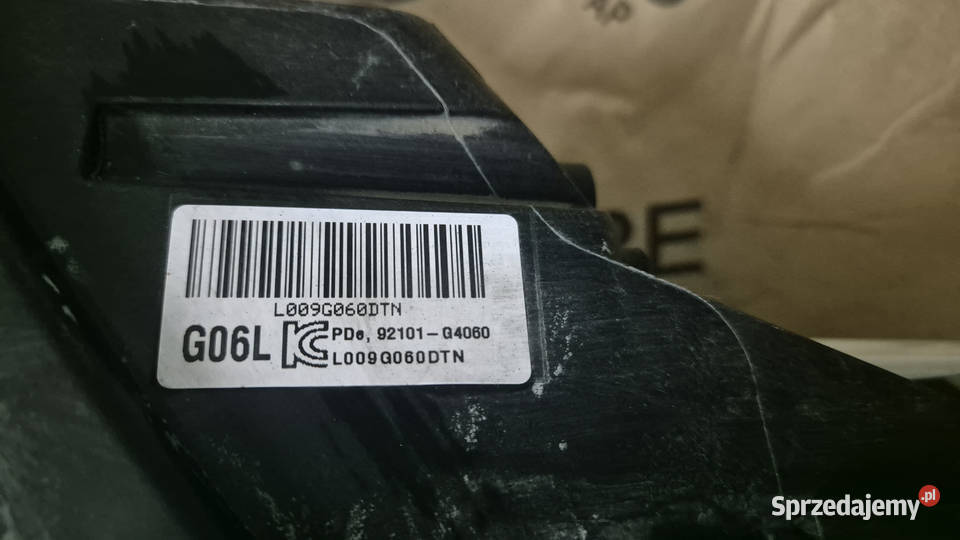 A,P
RE
L009G060DTN
G06L
PDe, 92101-G4060
L009G060DTN
Sprzedajemy.pl